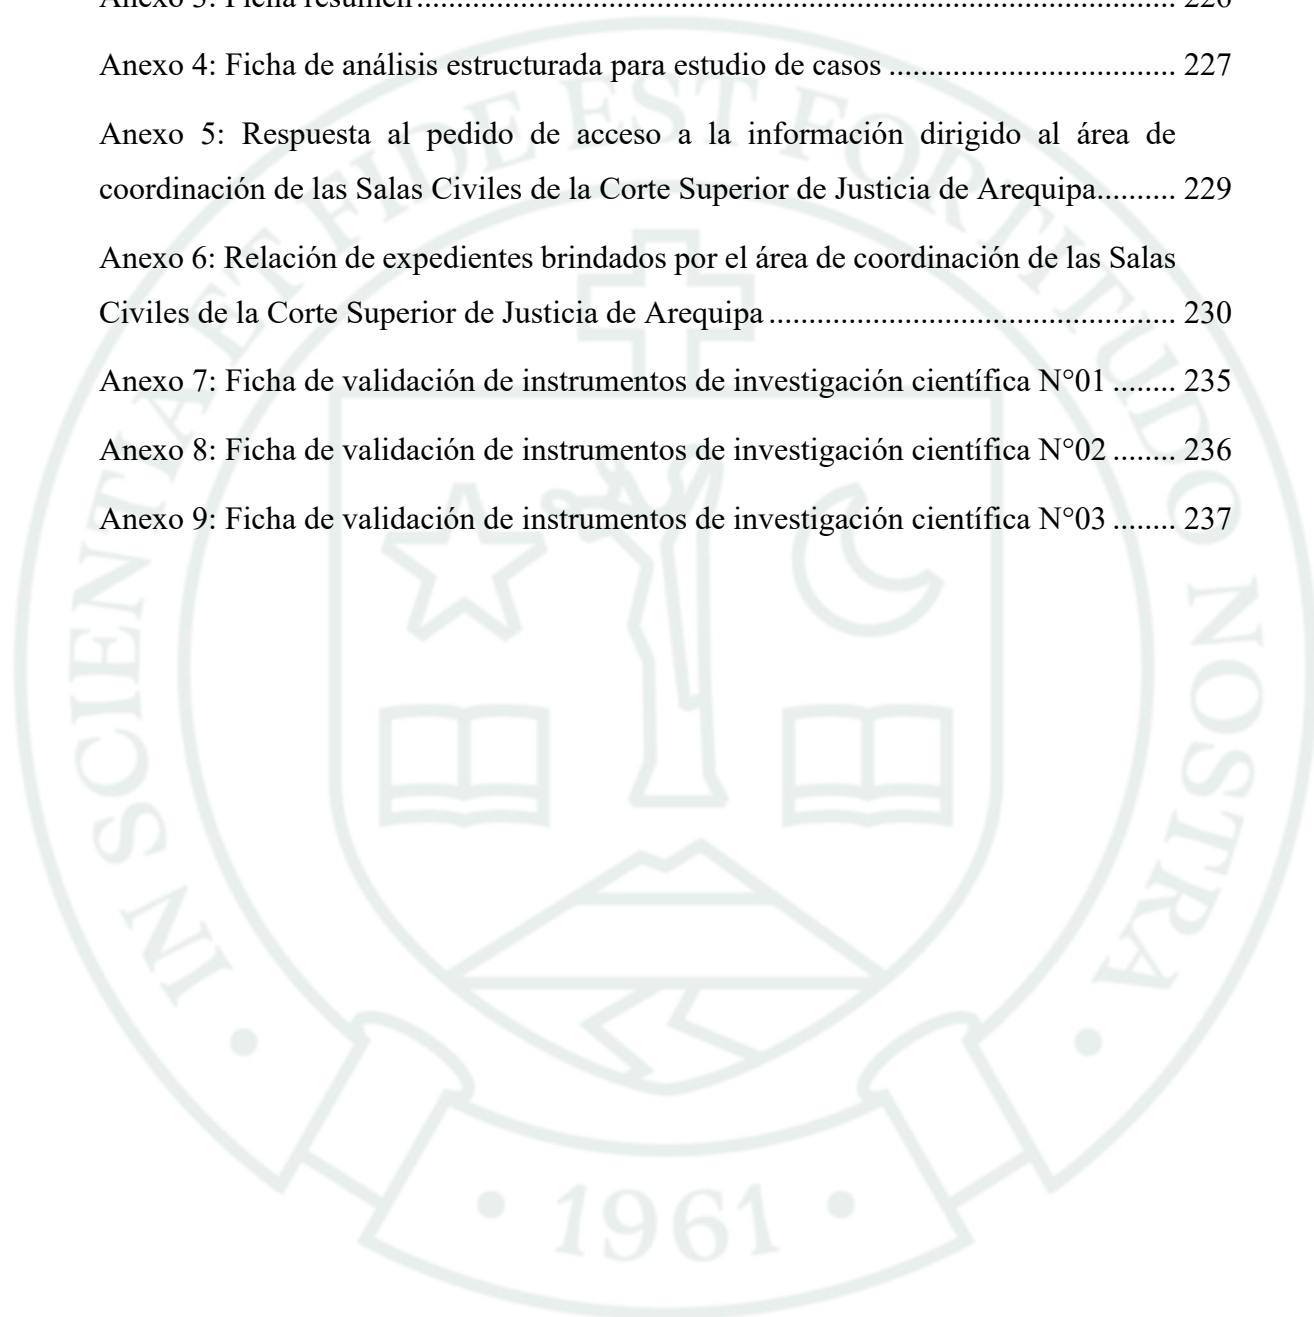 Anexo 3: Ficha resumen................................................................................................ 226
Anexo 4: Ficha de análisis estructurada para estudio de casos .................................... 227
Anexo 5: Respuesta al pedido de acceso a la información dirigido al área de
coordinación de las Salas Civiles de la Corte Superior de Justicia de Arequipa.......... 229
Anexo 6: Relación de expedientes brindados por el área de coordinación de las Salas
Civiles de la Corte Superior de Justicia de Arequipa ................................................... 230
Anexo 7: Ficha de validación de instrumentos de investigación científica N°01 ........ 235
Anexo 8: Ficha de validación de instrumentos de investigación científica N°02 ........ 236
Anexo 9: Ficha de validación de instrumentos de investigación científica N°03 ........ 237
IN SCIENTIA ET FIDE EST FORTITUDO NOSTRA
• 1961 •